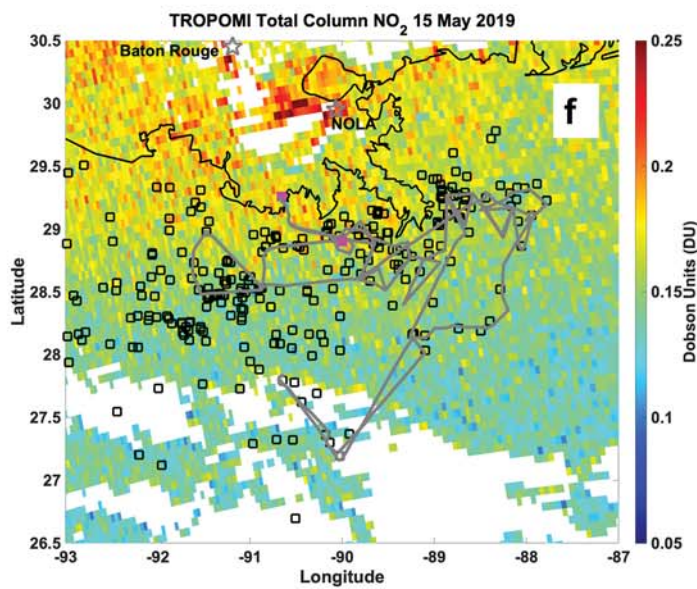 TROPOMI Total Column NO₂ 15 May 2019
30.5
Baton Rouge
30
NOLA
f
29.5
29
28.5
28
27.5
27
26.5
Latitude
-93 -92 -91 -90 -89 -88 -87
Longitude
0.25
0.2
0.15
0.1
0.05
Dobson Units (DU)